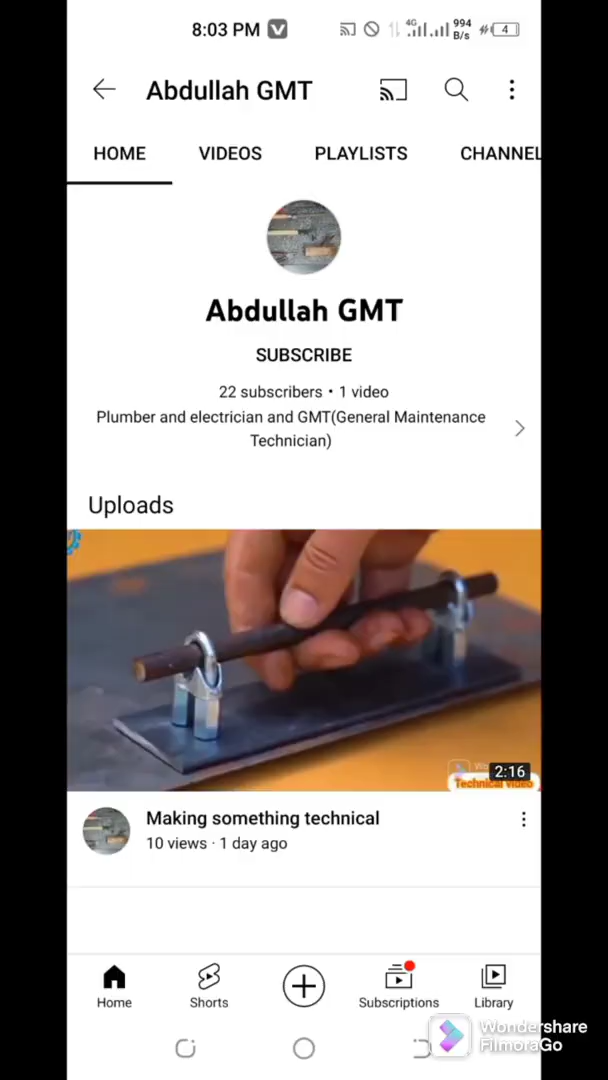 8:03 PM
4G
994
B/s
4
Abdullah GMT
HOME
VIDEOS
PLAYLISTS
CHANNEL
Abdullah GMT
SUBSCRIBE
22 subscribers • 1 video
Plumber and electrician and GMT(General Maintenance
Technician)
Uploads
2:16
Technical video
Making something technical
10 views · 1 day ago
Home
Shorts
Subscriptions
Library
Wondershare
FilmoraGo